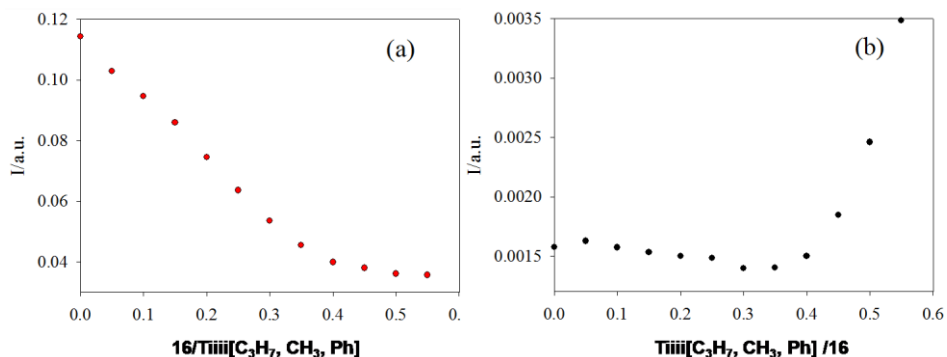 0.12
(a)
0.10
0.08
I/a.u.
0.06
0.04
0.0 0.1 0.2 0.3 0.4 0.5 0.
16/Tiiii[C₃H₇, CH₃, Ph]
0.0035
(b)
0.0030
0.0025
I/a.u.
0.0020
0.0015
0.0 0.1 0.2 0.3 0.4 0.5 0.6
Tiiii[C₃H₇, CH₃, Ph] /16